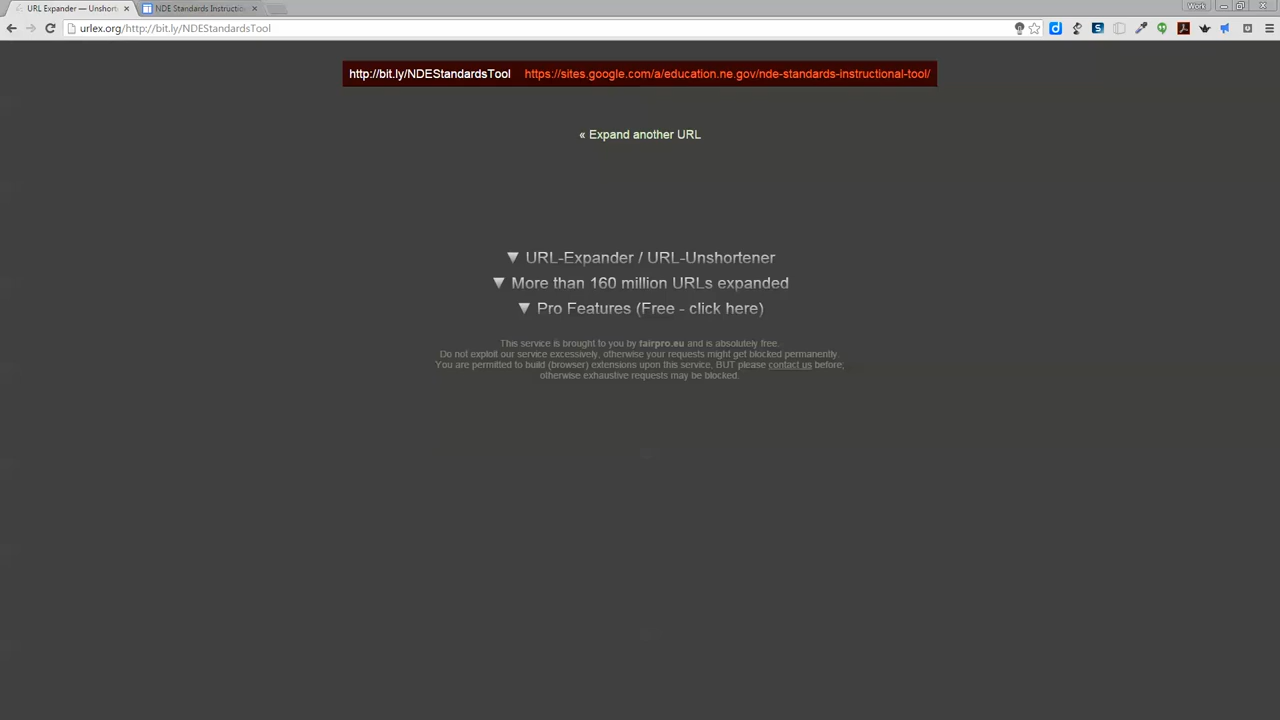 URL Expander — Unshort
NDE Standards Instructio
Work
urlex.org/http://bit.ly/NDEStandardsTool
http://bit.ly/NDEStandardsTool https://sites.google.com/a/education.ne.gov/nde-standards-instructional-tool/
« Expand another URL
▼ URL-Expander / URL-Unshortener
▼ More than 160 million URLs expanded
▼ Pro Features (Free - click here)
This service is brought to you by fairpro.eu and is absolutely free.
Do not exploit our service excessively, otherwise your requests might get blocked permanently
You are permitted to build (browser) extensions upon this service, BUT please contact us before,
otherwise exhaustive requests may be blocked.